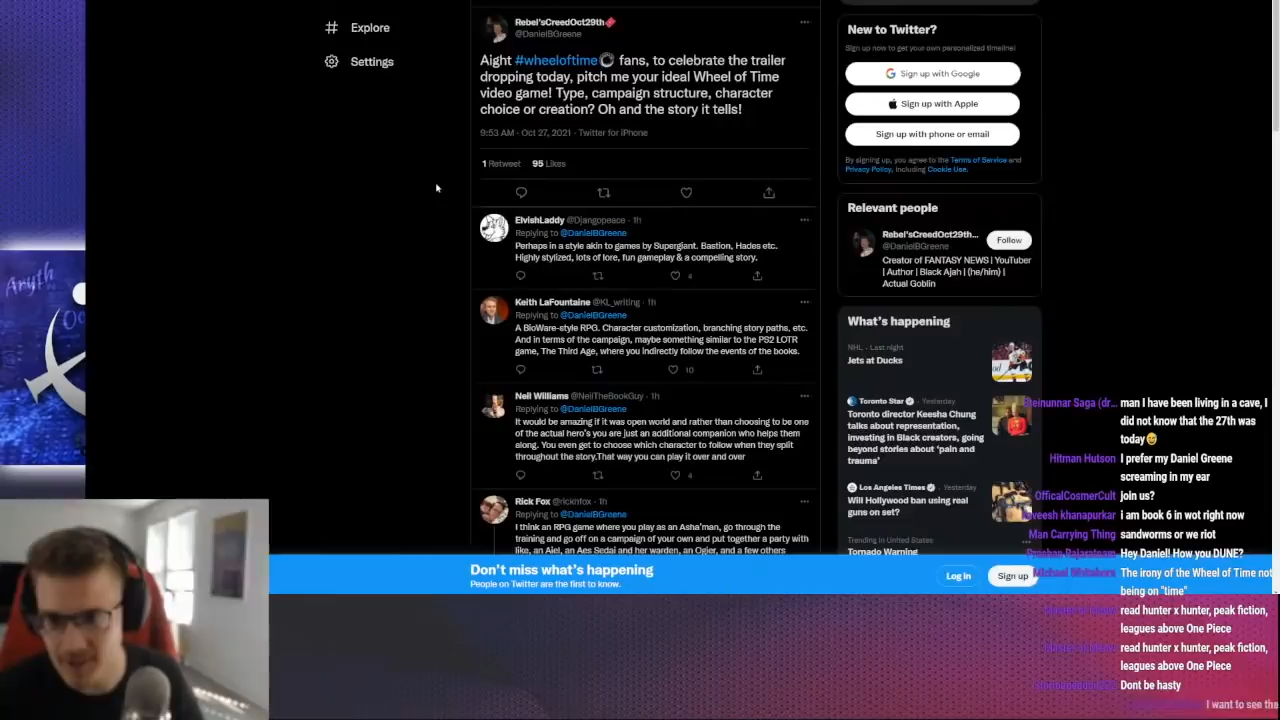 Explore
Settings
Rebel'sCreedOct29th
@DanielBGreene
Aight #wheeloftime fans, to celebrate the trailer
dropping today, pitch me your ideal Wheel of Time
video game! Type, campaign structure, character
choice or creation? Oh and the story it tells!
9:53 AM · Oct 27, 2021 · Twitter for iPhone
1 Retweet 95 Likes
ElvishLaddy @Djangopeace · 1h
Replying to @DanielBGreene
Perhaps in a style akin to games by Supergiant. Bastion, Hades etc.
Highly stylized, lots of lore, fun gameplay & a compelling story.
4
Keith LaFountaine @KL_writing · 1h
Replying to @DanielBGreene
A BioWare-style RPG. Character customization, branching story paths, etc.
And in terms of the campaign, maybe something similar to the PS2 LOTR
game, The Third Age, where you indirectly follow the events of the books.
10
Neil Williams @NeilTheBookGuy · 1h
Replying to @DanielBGreene
It would be amazing if it was open world and rather than choosing to be one
of the actual hero's you are just an additional companion who helps them
along. You even get to choose which character to follow when they split
throughout the story.That way you can play it over and over
4
Rick Fox @ricknfox · 1h
Replying to @DanielBGreene
I think an RPG game where you play as an Asha'man, go through the
training and go off on a campaign of your own and put together a party with
like, an Aiel, an Aes Sedai and her warden, an Ogier, and a few others
New to Twitter?
Sign up now to get your own personalized timeline!
Sign up with Google
Sign up with Apple
Sign up with phone or email
By signing up, you agree to the Terms of Service and
Privacy Policy, including Cookie Use.
Relevant people
Rebel'sCreedOct29th...
@DanielBGreene
Follow
Creator of FANTASY NEWS | YouTuber
| Author | Black Ajah | (he/him) |
Actual Goblin
What's happening
NHL · Last night
Jets at Ducks
Toronto Star · Yesterday
Toronto director Keesha Chung
talks about representation,
investing in Black creators, going
beyond stories about 'pain and
trauma'
Los Angeles Times · Yesterday
Will Hollywood ban using real
guns on set?
Trending in United States
Tornado Warning
Don't miss what's happening
People on Twitter are the first to know.
Log in
Sign up
Saga (dr... man I have been living in a cave, I
did not know that the 27th was
today
Hitman Hutson I prefer my Daniel Greene
screaming in my ear
OfficalCosmerCult join us?
khanapurkar i am book 6 in wot right now
Man Carrying Thing sandworms or we riot
Hey Daniel! How you DUNE?
The irony of the Wheel of Time not
being on "time"
read hunter x hunter, peak fiction,
leagues above One Piece
read hunter x hunter, peak fiction,
leagues above One Piece
Dont be hasty
I want to see the